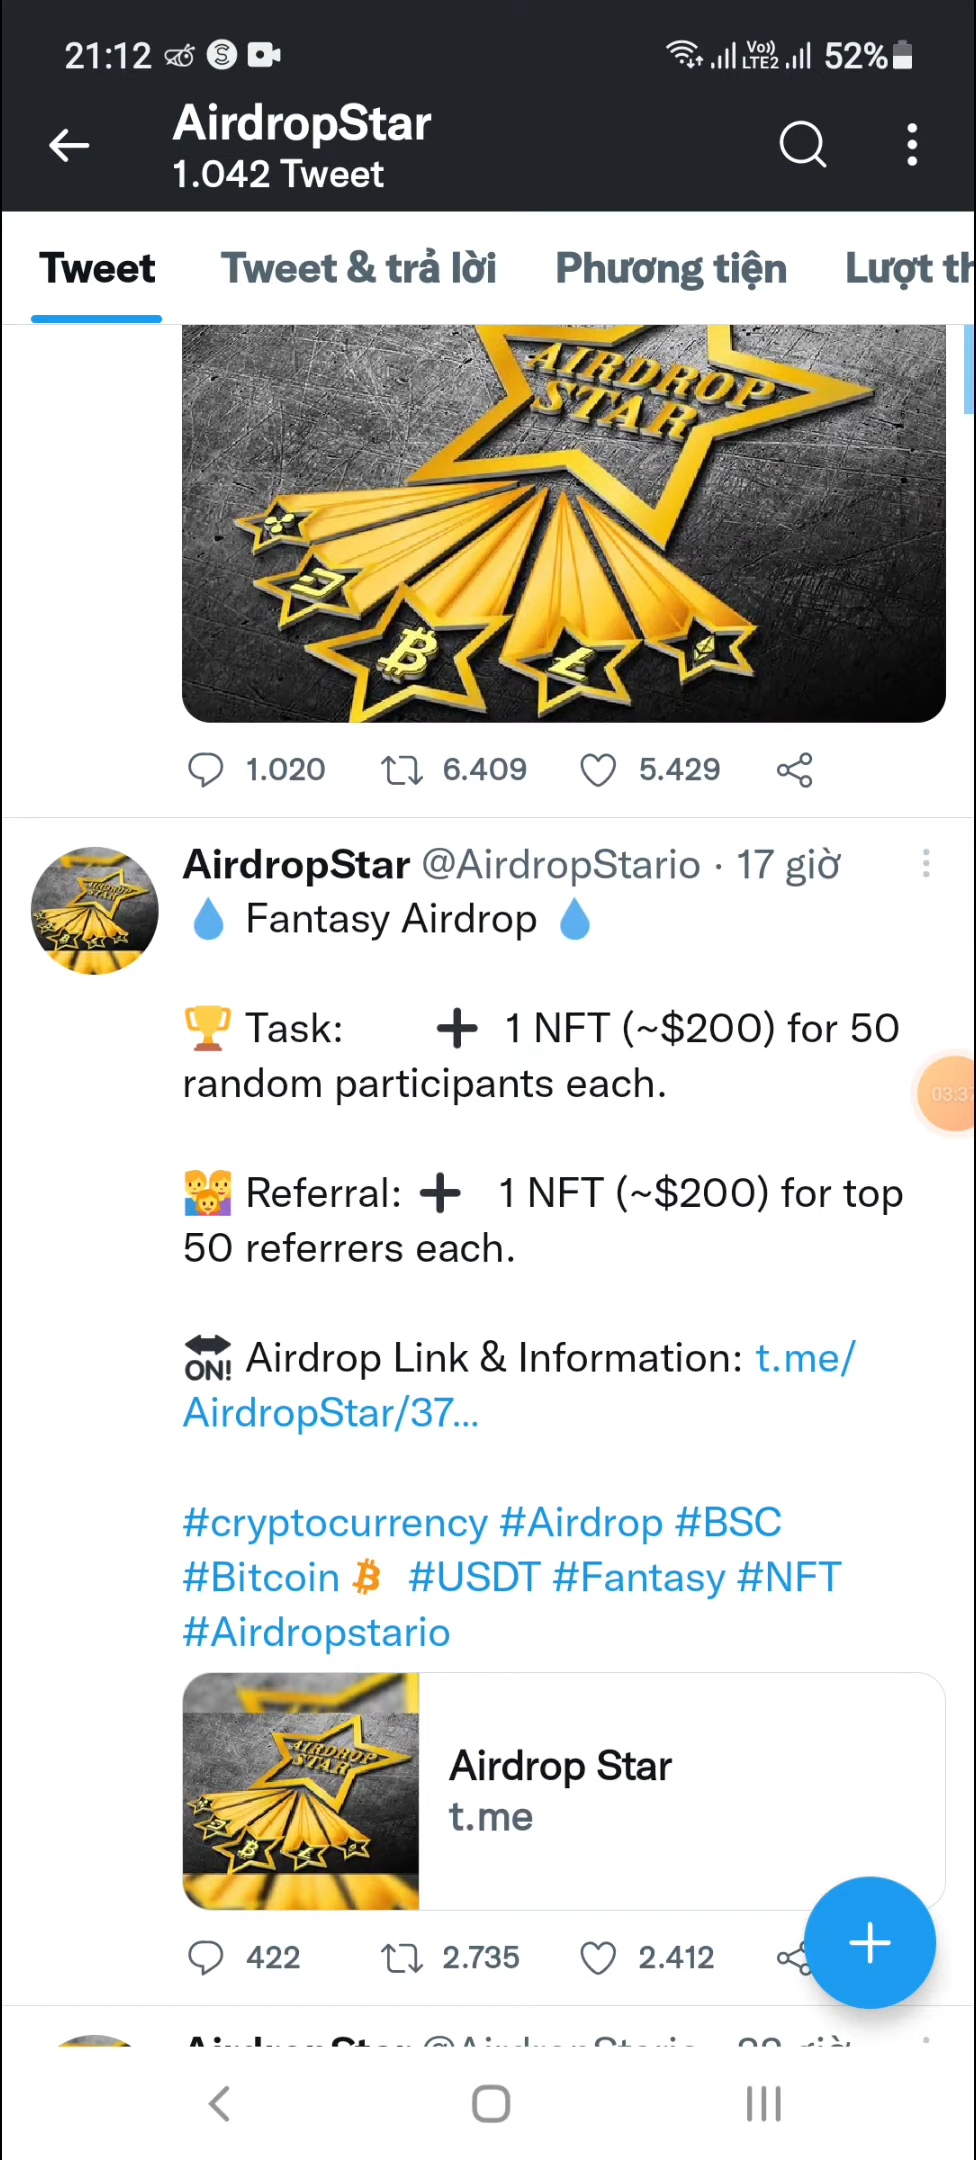 21:12
Vo))
LTE2
52%
AirdropStar
1.042 Tweet
Tweet
Tweet & trả lời
Phương tiện
Lượt th
AIRDROP
STAR
1.020
6.409
5.429
AirdropStar @AirdropStario · 17 giờ
💧 Fantasy Airdrop 💧
🏆 Task: ➕ 1 NFT (~$200) for 50
random participants each.
👨‍👩‍👧 Referral: ➕ 1 NFT (~$200) for top
50 referrers each.
🔛 Airdrop Link & Information: t.me/
AirdropStar/37...
#cryptocurrency #Airdrop #BSC
#Bitcoin #USDT #Fantasy #NFT
#Airdropstario
AIRDROP
STAR
Airdrop Star
t.me
422
2.735
2.412